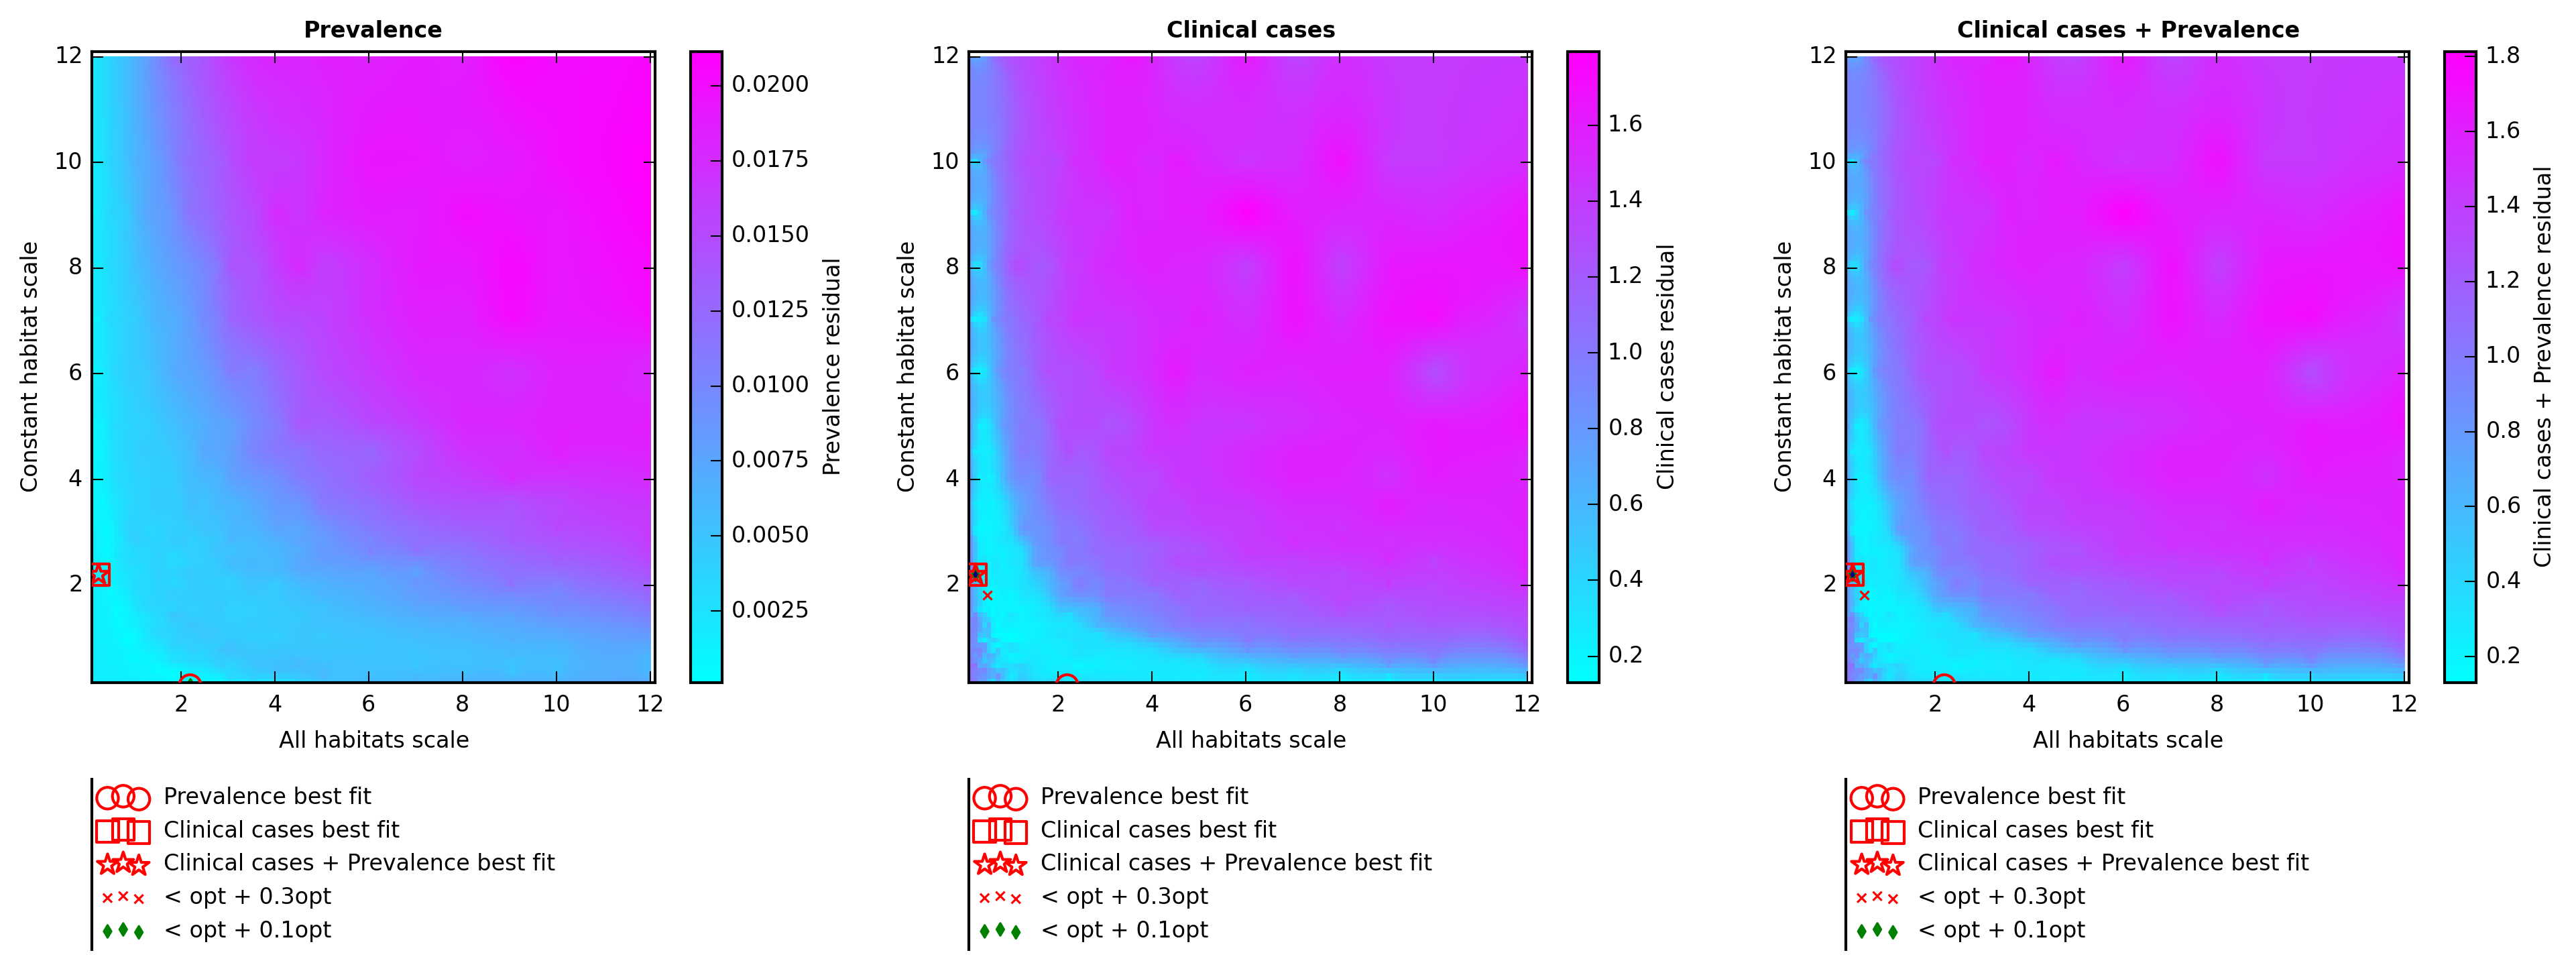 Prevalence
Clinical cases
Clinical cases + Prevalence
12
10
8
6
4
2
Constant habitat scale
2 4 6 8 10 12
All habitats scale
0.0200
0.0175
0.0150
0.0125
0.0100
0.0075
0.0050
0.0025
Prevalence residual
12
10
8
6
4
2
Constant habitat scale
2 4 6 8 10 12
All habitats scale
1.6
1.4
1.2
1.0
0.8
0.6
0.4
0.2
Clinical cases residual
12
10
8
6
4
2
Constant habitat scale
2 4 6 8 10 12
All habitats scale
1.8
1.6
1.4
1.2
1.0
0.8
0.6
0.4
0.2
Clinical cases + Prevalence residual
Prevalence best fit
Clinical cases best fit
Clinical cases + Prevalence best fit
< opt + 0.3opt
< opt + 0.1opt
Prevalence best fit
Clinical cases best fit
Clinical cases + Prevalence best fit
< opt + 0.3opt
< opt + 0.1opt
Prevalence best fit
Clinical cases best fit
Clinical cases + Prevalence best fit
< opt + 0.3opt
< opt + 0.1opt